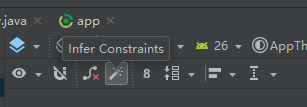 .java
app
Infer Constraints
26
AppTh
8